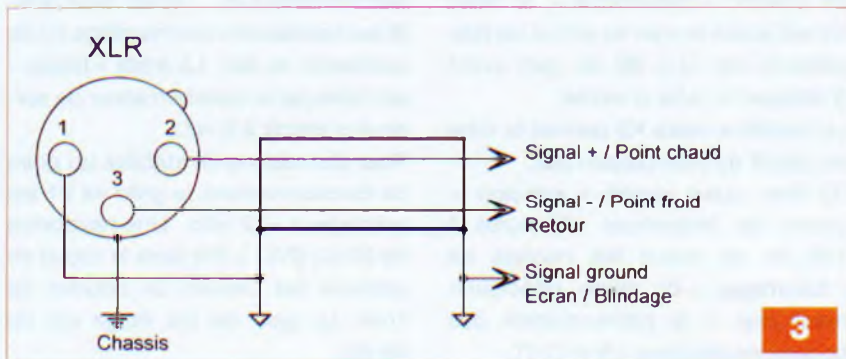 XLR
1
2
3
Signal + / Point chaud
Signal - / Point froid
Retour
Signal ground
Ecran / Blindage
Chassis
3